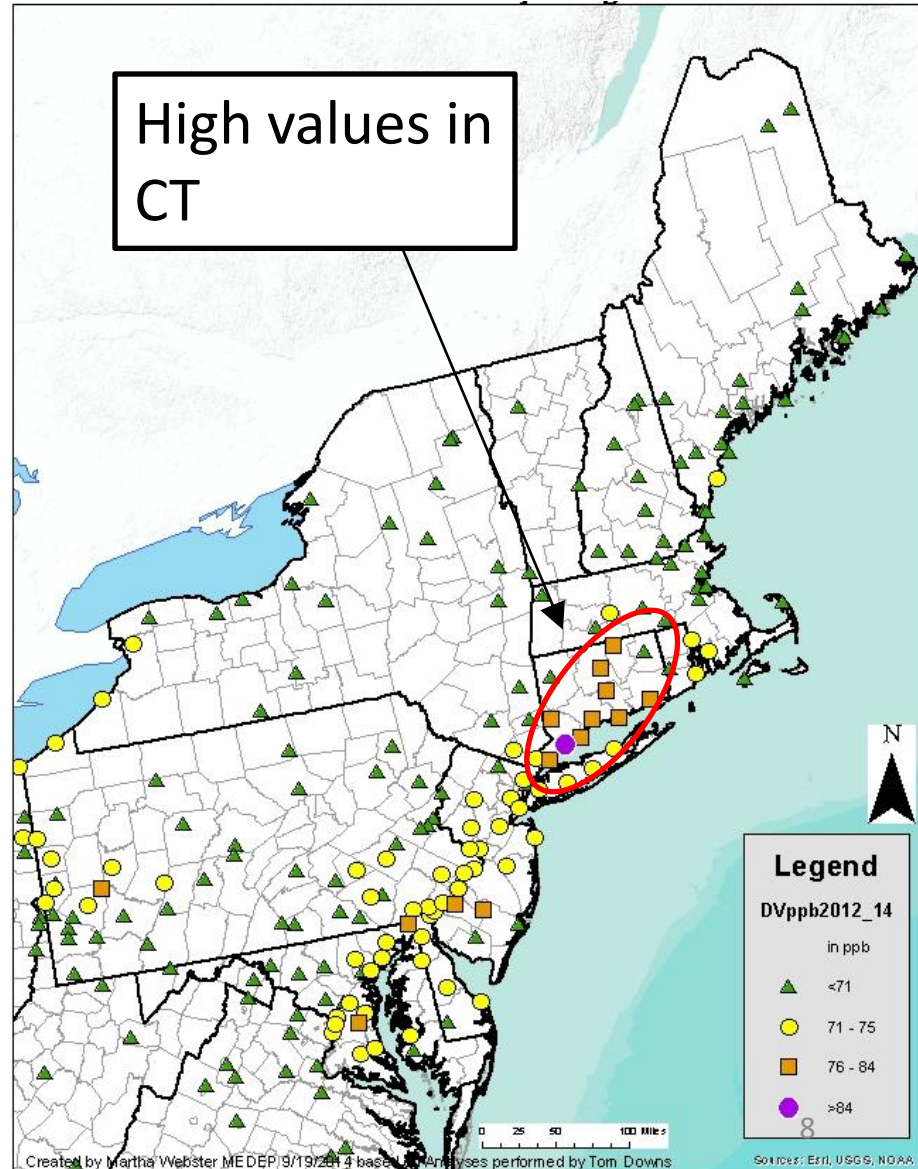 High values in
CT
N
Legend
DVppb2012_14
in ppb
<71
71 - 75
76 - 84
>84
8
0 25 50 100 Miles
Created by Martha Webster MEDEP 9/19/2014 based on Analyses performed by Tom Downs
Sources: Esri, USGS, NOAA